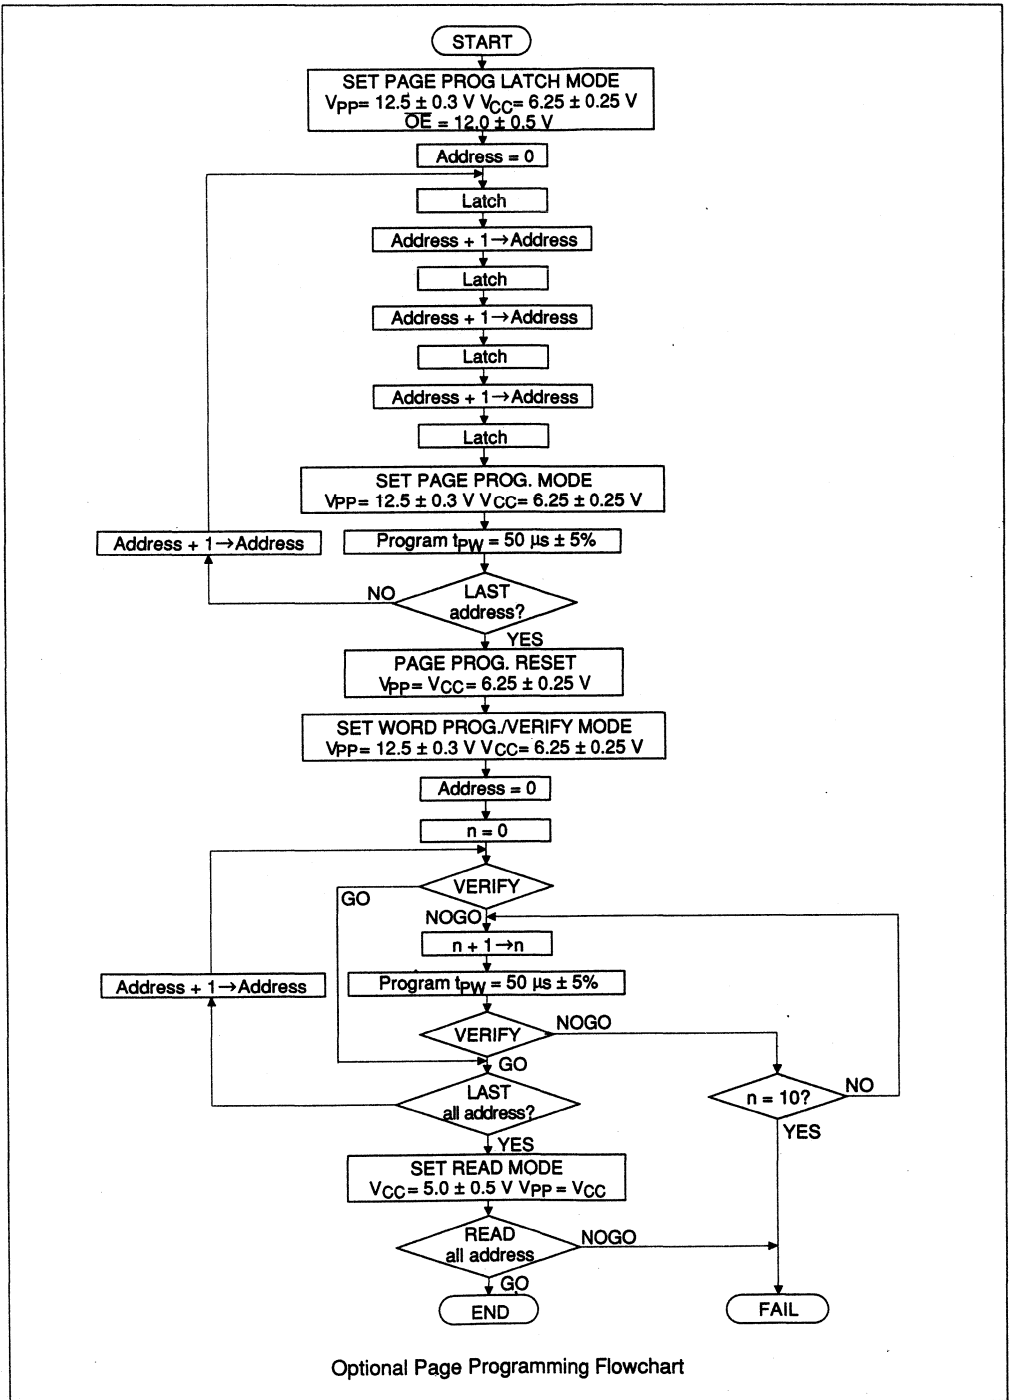 START
SET PAGE PROG LATCH MODE
VPP= 12.5 ± 0.3 V VCC= 6.25 ± 0.25 V
OE = 12.0 ± 0.5 V
Address = 0
Latch
Address + 1→Address
Latch
Address + 1→Address
Latch
Address + 1→Address
Latch
SET PAGE PROG. MODE
VPP= 12.5 ± 0.3 V VCC= 6.25 ± 0.25 V
Address + 1→Address
Program tPW = 50 μs ± 5%
NO
LAST
address?
YES
PAGE PROG. RESET
VPP= VCC= 6.25 ± 0.25 V
SET WORD PROG./VERIFY MODE
VPP= 12.5 ± 0.3 V VCC= 6.25 ± 0.25 V
Address = 0
n = 0
VERIFY
GO
NOGO
n + 1→n
Address + 1→Address
Program tPW = 50 μs ± 5%
VERIFY
NOGO
GO
LAST
all address?
n = 10?
NO
YES
YES
SET READ MODE
VCC= 5.0 ± 0.5 V VPP = VCC
READ
all address
NOGO
GO
END
FAIL
Optional Page Programming Flowchart